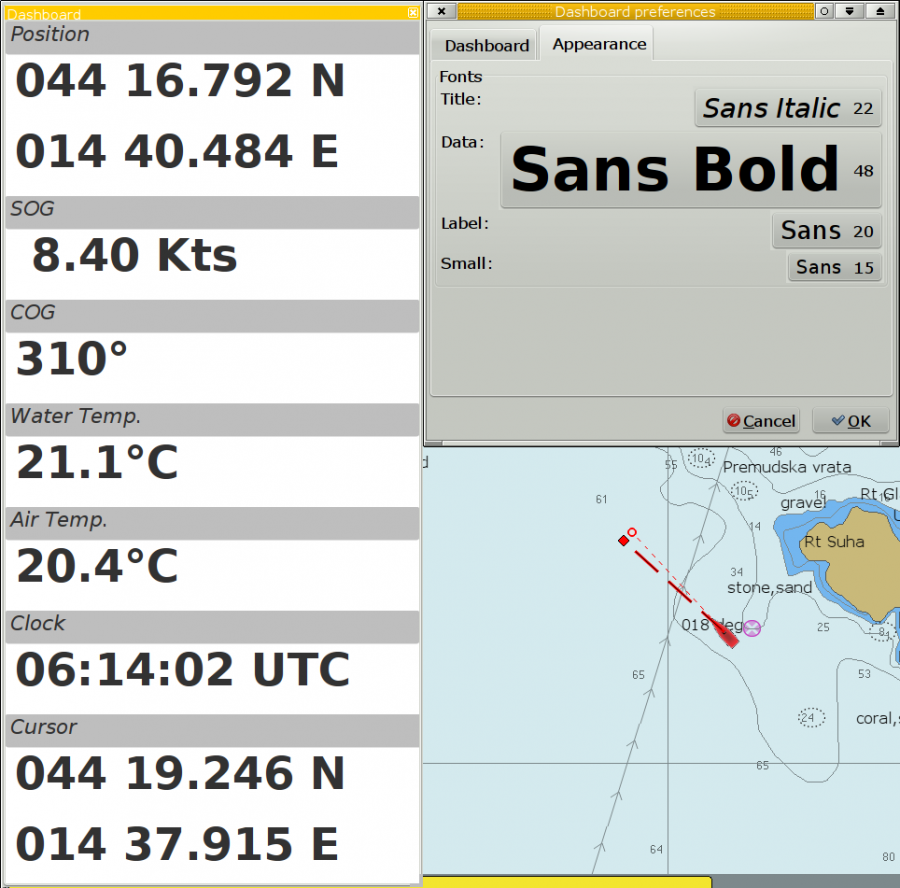 Dashboard
Position
044 16.792 N
014 40.484 E
SOG
8.40 Kts
COG
310°
Water Temp.
21.1°C
Air Temp.
20.4°C
Clock
06:14:02 UTC
Cursor
044 19.246 N
014 37.915 E
Dashboard preferences
Dashboard Appearance
Fonts
Title: Sans Italic 22
Data: Sans Bold 48
Label: Sans 20
Small: Sans 15
Cancel OK
46
55 10₄ Premudska vrata
10₅
61 gravel 16 Rt Gl
14
Rt Suha
34
stone,sand
018 deg
25 8₄
65 53
24 coral,s
65
64
80